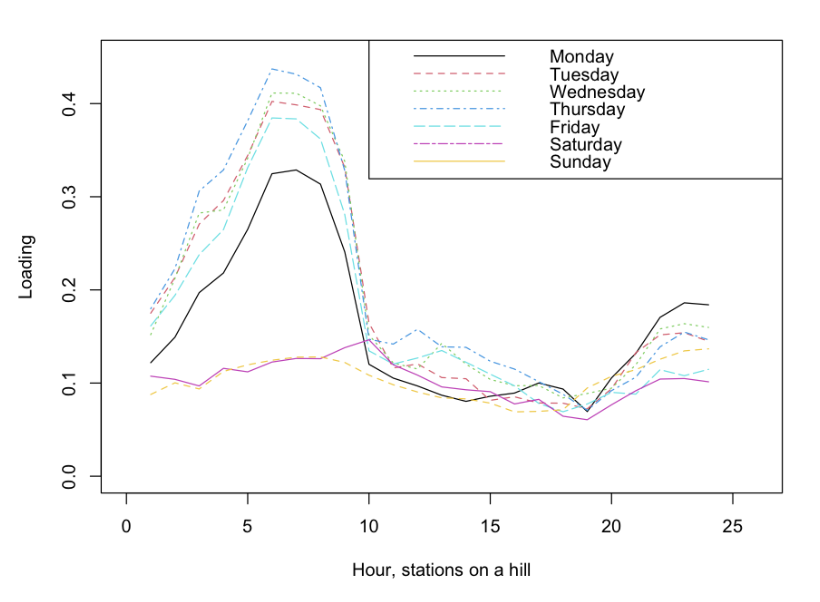 Monday
Tuesday
Wednesday
Thursday
Friday
Saturday
Sunday
0.4
0.3
0.2
0.1
0.0
Loading
0 5 10 15 20 25
Hour, stations on a hill